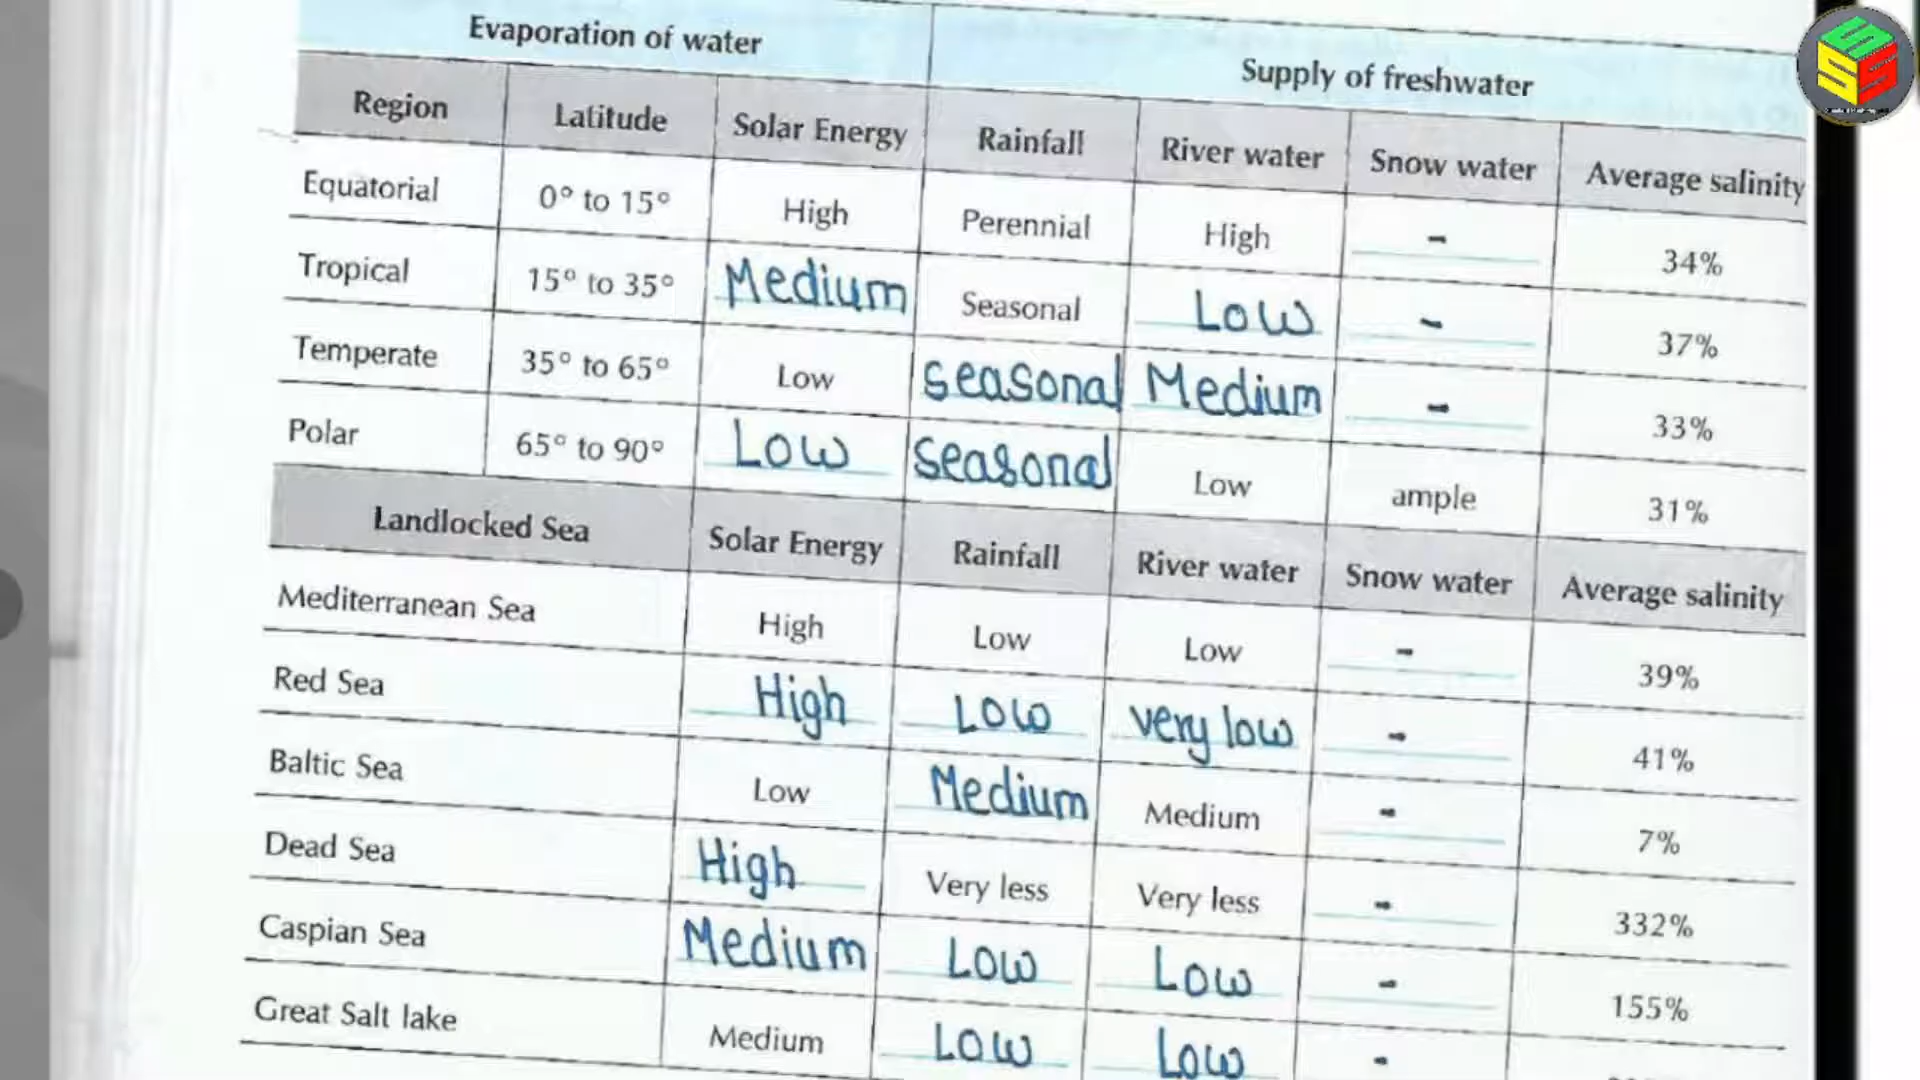 Evaporation of water Supply of freshwater
Region Latitude Solar Energy Rainfall River water Snow water Average salinity
Equatorial 0° to 15° High Perennial High - 34%
Tropical 15° to 35° Medium Seasonal Low - 37%
Temperate 35° to 65° Low seasonal Medium - 33%
Polar 65° to 90° Low seasonal Low ample 31%
Landlocked Sea Solar Energy Rainfall River water Snow water Average salinity
Mediterranean Sea High Low Low - 39%
Red Sea High Low very low - 41%
Baltic Sea Low Medium Medium - 7%
Dead Sea High Very less Very less - 332%
Caspian Sea Medium Low Low - 155%
Great Salt lake Medium Low Low -
SSS